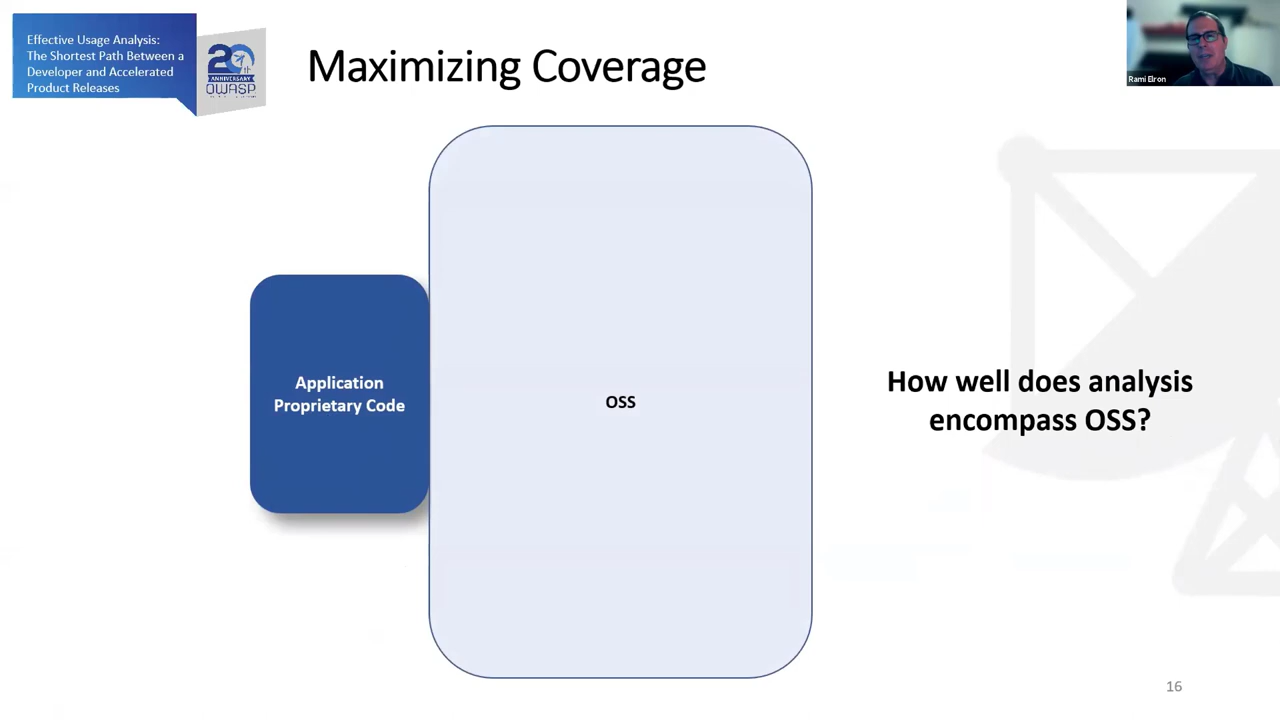 Effective Usage Analysis:
The Shortest Path Between a
Developer and Accelerated
Product Releases
20th
ANNIVERSARY
OWASP
Maximizing Coverage
Rami Elron
Application
Proprietary Code
OSS
How well does analysis
encompass OSS?
16